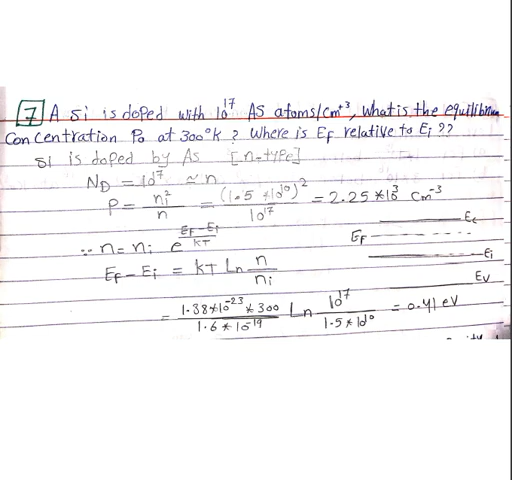 7 A Si is doped with 10^17 AS atoms/cm^+3, What is the equilibrium
Concentration Po at 300°K ? Where is EF relative to Ei ??
Si is doped by As [n-type]
ND = 10^17 ≃ n
P = ni^2 / n = (1.5 * 10^10)^2 / 10^17 = 2.25 * 10^3 cm^-3
Ec
∵ n = ni e^((EF - Ei) / KT)
EF
EF - Ei = KT Ln n / ni
Ei
Ev
= (1.38 * 10^-23 * 300) / (1.6 * 10^-19) Ln 10^17 / (1.5 * 10^10) = 0.41 eV